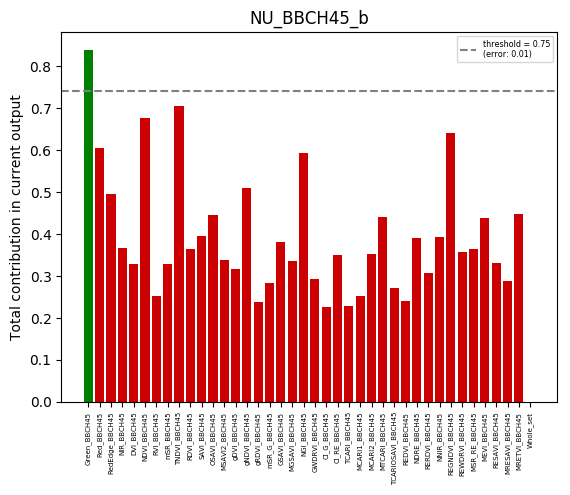 NU_BBCH45_b
threshold = 0.75
(error: 0.01)
Total contribution in current output
0.8
0.7
0.6
0.5
0.4
0.3
0.2
0.1
0.0
Green_BBCH45
Red_BBCH45
RedEdge_BBCH45
NIR_BBCH45
DVI_BBCH45
NDVI_BBCH45
RVI_BBCH45
mSR_BBCH45
TNDVI_BBCH45
RDVI_BBCH45
SAVI_BBCH45
OSAVI_BBCH45
MSAVI2_BBCH45
gDVI_BBCH45
gNDVI_BBCH45
gRDVI_BBCH45
mSR_G_BBCH45
GSAVI_BBCH45
MGSAVI_BBCH45
NGI_BBCH45
GWDRVI_BBCH45
CI_G_BBCH45
CI_RE_BBCH45
TCARI_BBCH45
MCARI1_BBCH45
MCARI2_BBCH45
MTCARI_BBCH45
TCARIOSAVI_BBCH45
REDVI_BBCH45
NDRE_BBCH45
RERDVI_BBCH45
NNIR_BBCH45
REGNDVI_BBCH45
REWDRVI_BBCH45
MSR_RE_BBCH45
MEVI_BBCH45
RESAVI_BBCH45
MRESAVI_BBCH45
MRETVI_BBCH45
Whole_set